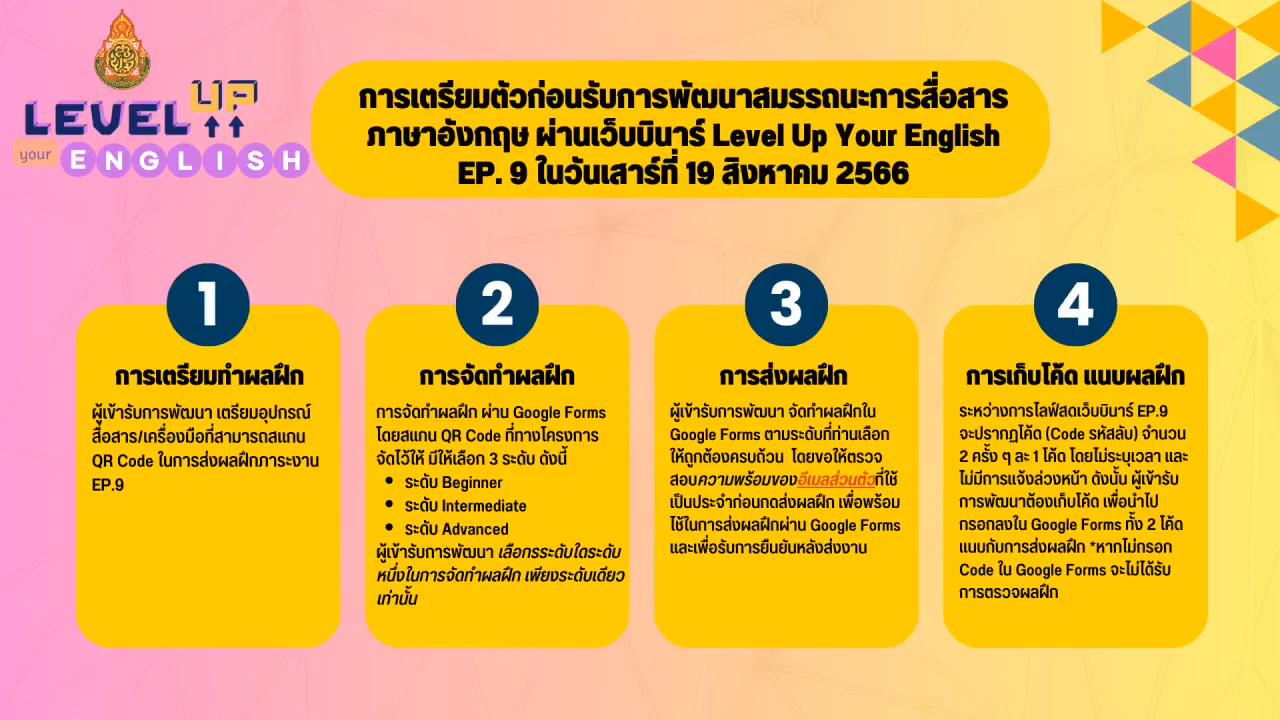 LEVEL UP
your ENGLISH
การเตรียมตัวก่อนรับการพัฒนาสมรรถนะการสื่อสาร
ภาษาอังกฤษ ผ่านเว็บบินาร์ Level Up Your English
EP. 9 ในวันเสาร์ที่ 19 สิงหาคม 2566
1
การเตรียมทำผลฝึก
ผู้เข้ารับการพัฒนา เตรียมอุปกรณ์
สื่อสาร/เครื่องมือที่สามารถสแกน
QR Code ในการส่งผลฝึกภาระงาน
EP.9
2
การจัดทำผลฝึก
การจัดทำผลฝึก ผ่าน Google Forms
โดยสแกน QR Code ที่ทางโครงการ
จัดไว้ให้ มีให้เลือก 3 ระดับ ดังนี้
• ระดับ Beginner
• ระดับ Intermediate
• ระดับ Advanced
ผู้เข้ารับการพัฒนา เลือกรระดับใดระดับ
หนึ่งในการจัดทำผลฝึก เพียงระดับเดียว
เท่านั้น
3
การส่งผลฝึก
ผู้เข้ารับการพัฒนา จัดทำผลฝึกใน
Google Forms ตามระดับที่ท่านเลือก
ให้ถูกต้องครบถ้วน โดยขอให้ตรวจ
สอบความพร้อมของอีเมลส่วนตัวที่ใช้
เป็นประจำก่อนกดส่งผลฝึก เพื่อพร้อม
ใช้ในการส่งผลฝึกผ่าน Google Forms
และเพื่อรับการยืนยันหลังส่งงาน
4
การเก็บโค้ด แนบผลฝึก
ระหว่างการไลฟ์สดเว็บบินาร์ EP.9
จะปรากฏโค้ด (Code รหัสลับ) จำนวน
2 ครั้ง ๆ ละ 1 โค้ด โดยไม่ระบุเวลา และ
ไม่มีการแจ้งล่วงหน้า ดังนั้น ผู้เข้ารับ
การพัฒนาต้องเก็บโค้ด เพื่อนำไป
กรอกลงใน Google Forms ทั้ง 2 โค้ด
แนบกับการส่งผลฝึก *หากไม่กรอก
Code ใน Google Forms จะไม่ได้รับ
การตรวจผลฝึก